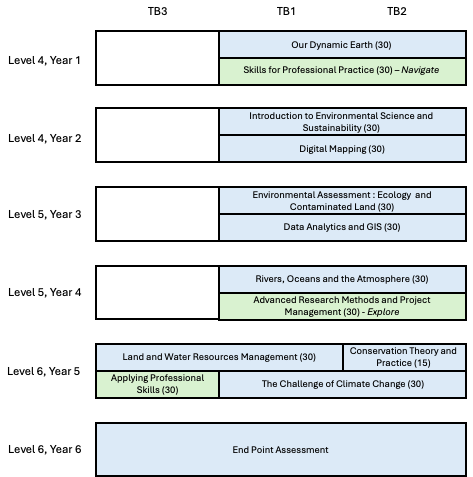 TB3 TB1 TB2
Level 4, Year 1
Our Dynamic Earth (30)
Skills for Professional Practice (30) – Navigate
Level 4, Year 2
Introduction to Environmental Science and
Sustainability (30)
Digital Mapping (30)
Level 5, Year 3
Environmental Assessment : Ecology and
Contaminated Land (30)
Data Analytics and GIS (30)
Level 5, Year 4
Rivers, Oceans and the Atmosphere (30)
Advanced Research Methods and Project
Management (30) - Explore
Level 6, Year 5
Land and Water Resources Management (30)
Conservation Theory and
Practice (15)
Applying Professional
Skills (30)
The Challenge of Climate Change (30)
Level 6, Year 6
End Point Assessment